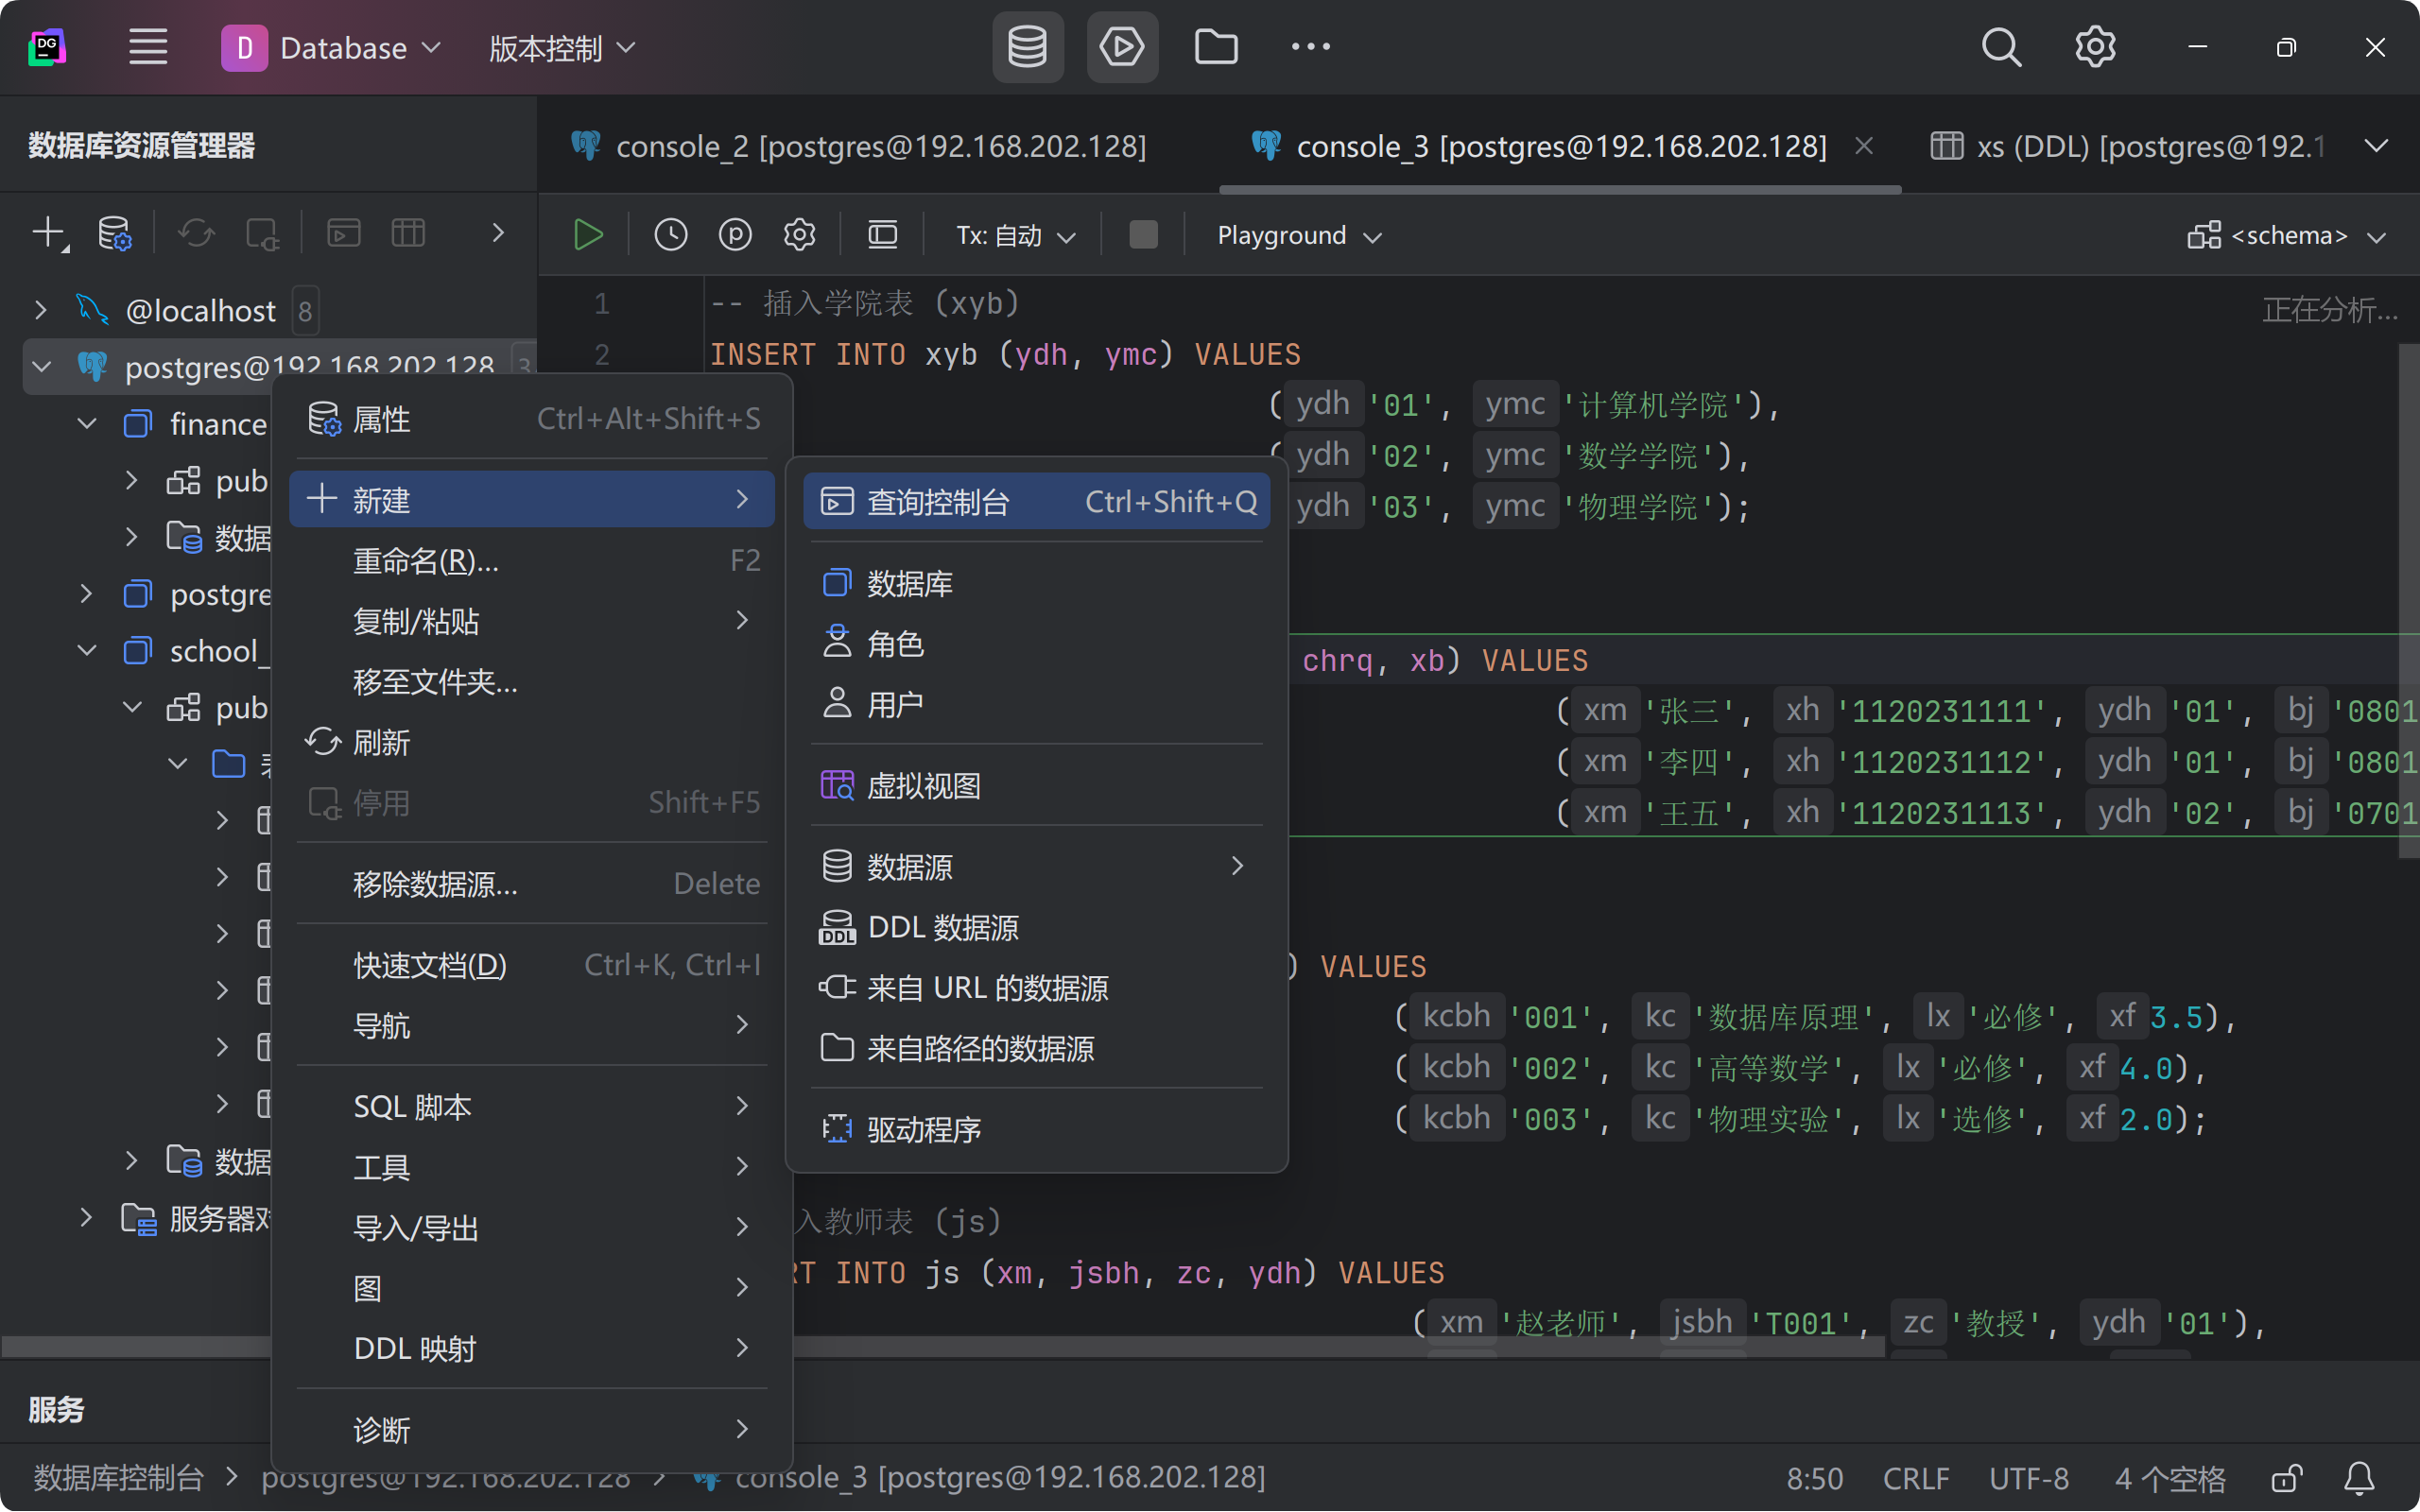 DG
D Database 版本控制
数据库资源管理器
console_2 [postgres@192.168.202.128]
console_3 [postgres@192.168.202.128]
xs (DDL) [postgres@192.1
Tx: 自动
Playground
<schema>
@localhost 8
postgres@192.168.202.128 3
finance
pub
数据
postgre
school_
pub
数据
服务器对
属性 Ctrl+Alt+Shift+S
新建
重命名(R)... F2
复制/粘贴
移至文件夹...
刷新
停用 Shift+F5
移除数据源... Delete
快速文档(D) Ctrl+K, Ctrl+I
导航
SQL 脚本
工具
导入/导出
图
DDL 映射
诊断
查询控制台 Ctrl+Shift+Q
数据库
角色
用户
虚拟视图
数据源
DDL 数据源
来自 URL 的数据源
来自路径的数据源
驱动程序
正在分析...
1 -- 插入学院表 (xyb)
2 INSERT INTO xyb (ydh, ymc) VALUES
( ydh '01', ymc '计算机学院'),
( ydh '02', ymc '数学学院'),
ydh '03', ymc '物理学院');
chrq, xb) VALUES
( xm '张三', xh '1120231111', ydh '01', bj '0801
( xm '李四', xh '1120231112', ydh '01', bj '0801
( xm '王五', xh '1120231113', ydh '02', bj '0701
) VALUES
( kcbh '001', kc '数据库原理', lx '必修', xf 3.5),
( kcbh '002', kc '高等数学', lx '必修', xf 4.0),
( kcbh '003', kc '物理实验', lx '选修', xf 2.0);
入教师表 (js)
RT INTO js (xm, jsbh, zc, ydh) VALUES
( xm '赵老师', jsbh 'T001', zc '教授', ydh '01'),
服务
数据库控制台 > postgres@192.168.202.128 > console_3 [postgres@192.168.202.128]
8:50 CRLF UTF-8 4 个空格